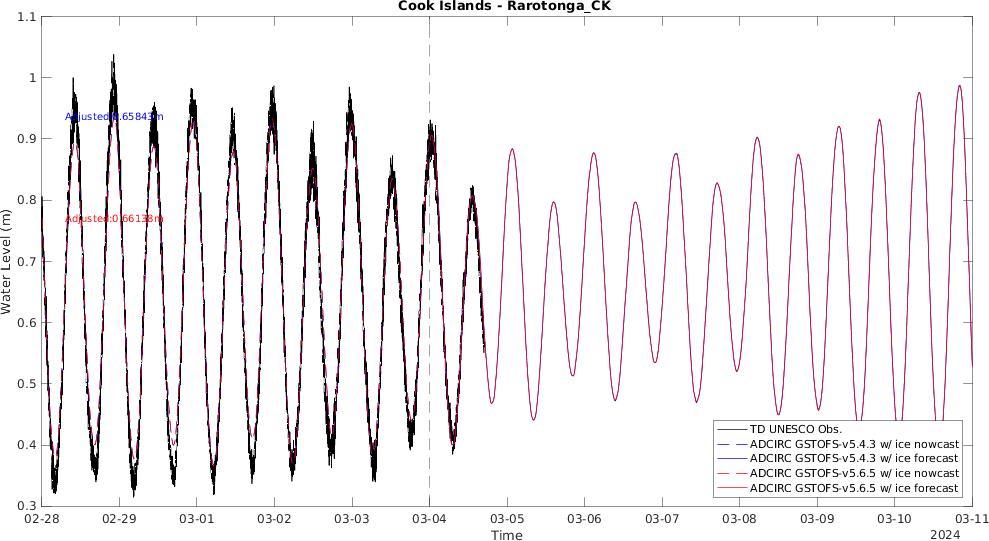 Cook Islands - Rarotonga_CK
1.1
1
0.9
0.8
0.7
0.6
0.5
0.4
0.3
Water Level (m)
Adjusted:0.65843m
Adjusted:0.66138m
TD UNESCO Obs.
ADCIRC GSTOFS-v5.4.3 w/ ice nowcast
ADCIRC GSTOFS-v5.4.3 w/ ice forecast
ADCIRC GSTOFS-v5.6.5 w/ ice nowcast
ADCIRC GSTOFS-v5.6.5 w/ ice forecast
02-28 02-29 03-01 03-02 03-03 03-04 03-05 03-06 03-07 03-08 03-09 03-10 03-11
Time
2024